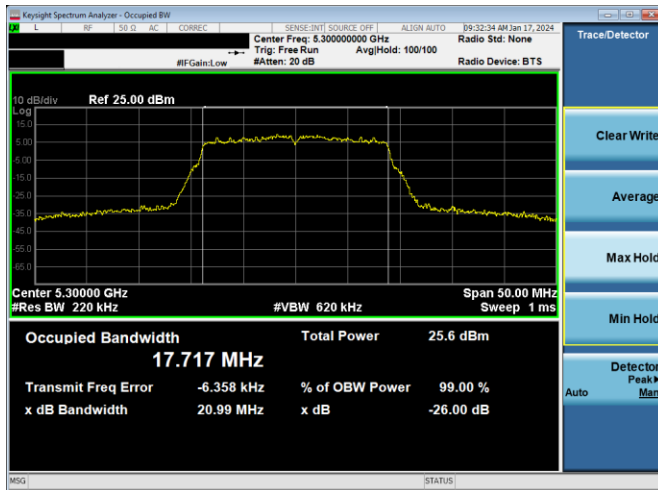 Keysight Spectrum Analyzer - Occupied BW
L RF 50 Ω AC CORREC SENSE:INT SOURCE OFF ALIGN AUTO 09:32:34 AM Jan 17, 2024
Center Freq: 5.300000000 GHz Radio Std: None
Trig: Free Run Avg|Hold: 100/100
#IFGain:Low #Atten: 20 dB Radio Device: BTS
Trace/Detector
10 dB/div Ref 25.00 dBm
Log
15.0
5.00
-5.00
-15.0
-25.0
-35.0
-45.0
-55.0
-65.0
Center 5.30000 GHz Span 50.00 MHz
#Res BW 220 kHz #VBW 620 kHz Sweep 1 ms
Occupied Bandwidth Total Power 25.6 dBm
17.717 MHz
Transmit Freq Error -6.358 kHz % of OBW Power 99.00 %
x dB Bandwidth 20.99 MHz x dB -26.00 dB
Clear Write
Average
Max Hold
Min Hold
Detector
Peak
Auto Man
MSG STATUS